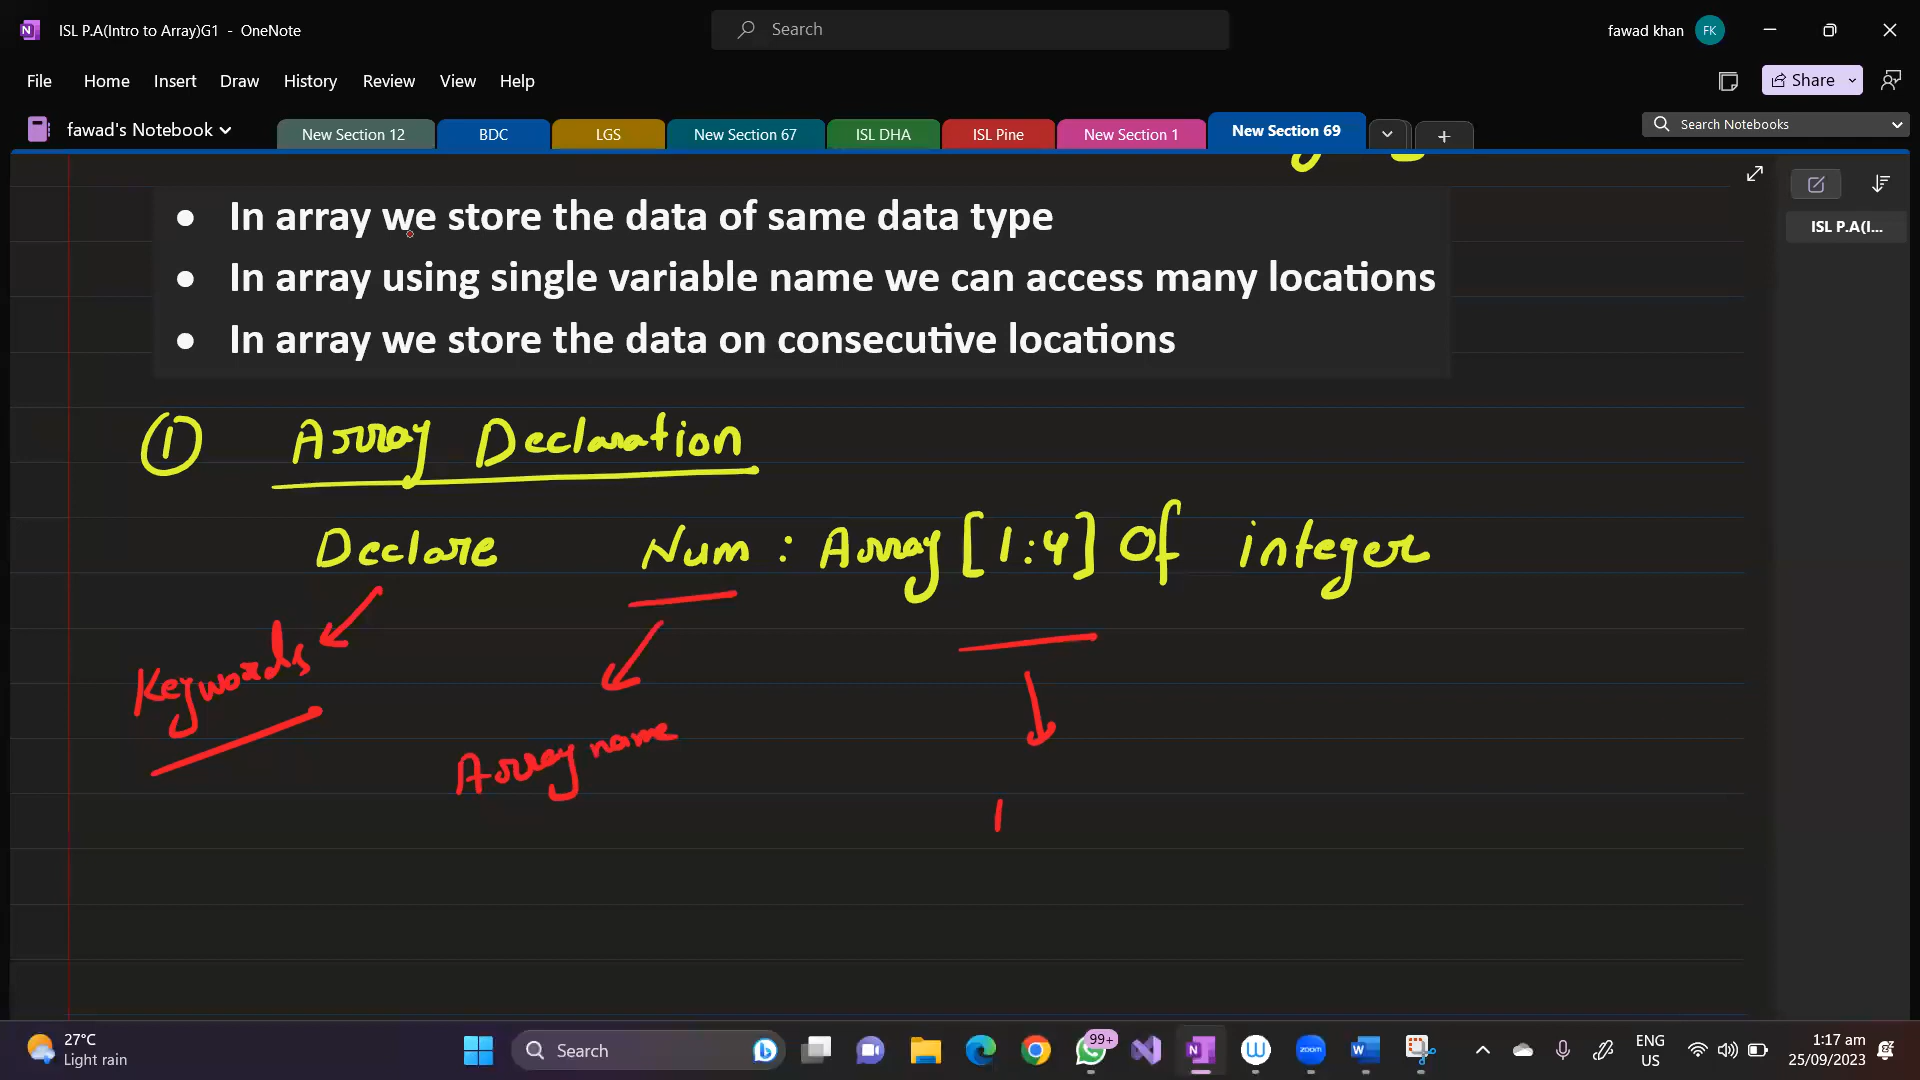 ISL P.A(Intro to Array)G1 - OneNote
Search
fawad khan
FK
File Home Insert Draw History Review View Help
Share
fawad's Notebook
New Section 12 BDC LGS New Section 67 ISL DHA ISL Pine New Section 1 New Section 69
Search Notebooks
ISL P.A(I...
• In array we store the data of same data type
• In array using single variable name we can access many locations
• In array we store the data on consecutive locations
① Array Declaration
Declare Num : Array [1:4] Of integer
Keywords
Array name
27°C
Light rain
Search
99+
zoom
ENG
US
1:17 am
25/09/2023